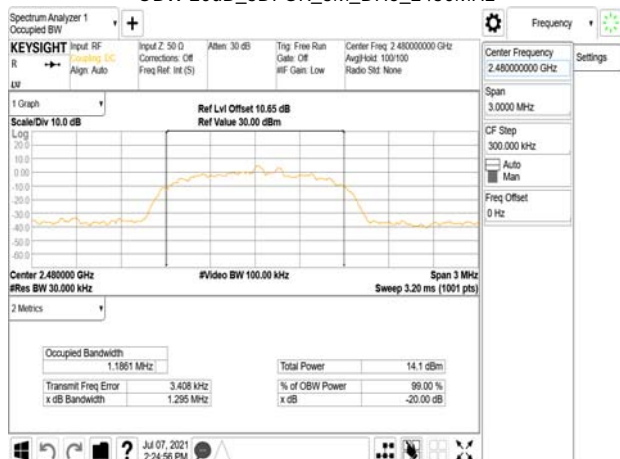 Spectrum Analyzer 1
Occupied BW
Frequency
KEYSIGHT
R
Input: RF
Coupling: DC
Align: Auto
Input Z: 50 Ω
Corrections: Off
Freq Ref: Int (S)
Atten: 30 dB
Trig: Free Run
Gate: Off
#IF Gain: Low
Center Freq: 2.480000000 GHz
Avg|Hold: 100/100
Radio Std: None
Center Frequency
2.480000000 GHz
Settings
Span
3.0000 MHz
CF Step
300.000 kHz
Auto
Man
Freq Offset
0 Hz
1 Graph
Scale/Div 10.0 dB
Ref Lvl Offset 10.65 dB
Ref Value 30.00 dBm
Log
20.0
10.0
0.00
-10.0
-20.0
-30.0
-40.0
-50.0
-60.0
Center 2.480000 GHz
#Video BW 100.00 kHz
Span 3 MHz
#Res BW 30.000 kHz
Sweep 3.20 ms (1001 pts)
2 Metrics
Occupied Bandwidth
1.1861 MHz
Total Power 14.1 dBm
Transmit Freq Error 3.408 kHz
% of OBW Power 99.00 %
x dB Bandwidth 1.295 MHz
x dB -20.00 dB
Jul 07, 2021
2:24:56 PM